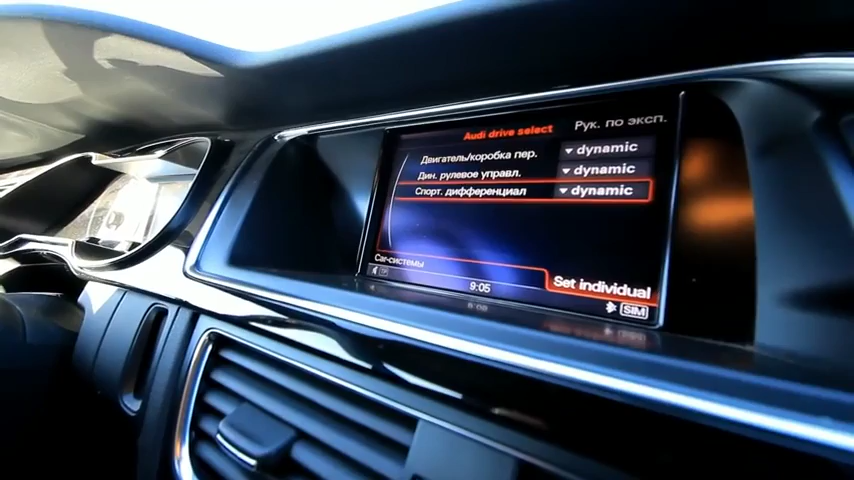 Audi drive select Рук. по эксп.
Двигатель/коробка пер. dynamic
Дин. рулевое управл. dynamic
Спорт. дифференциал dynamic
Car-системы Set individual
TP 9:05 SIM